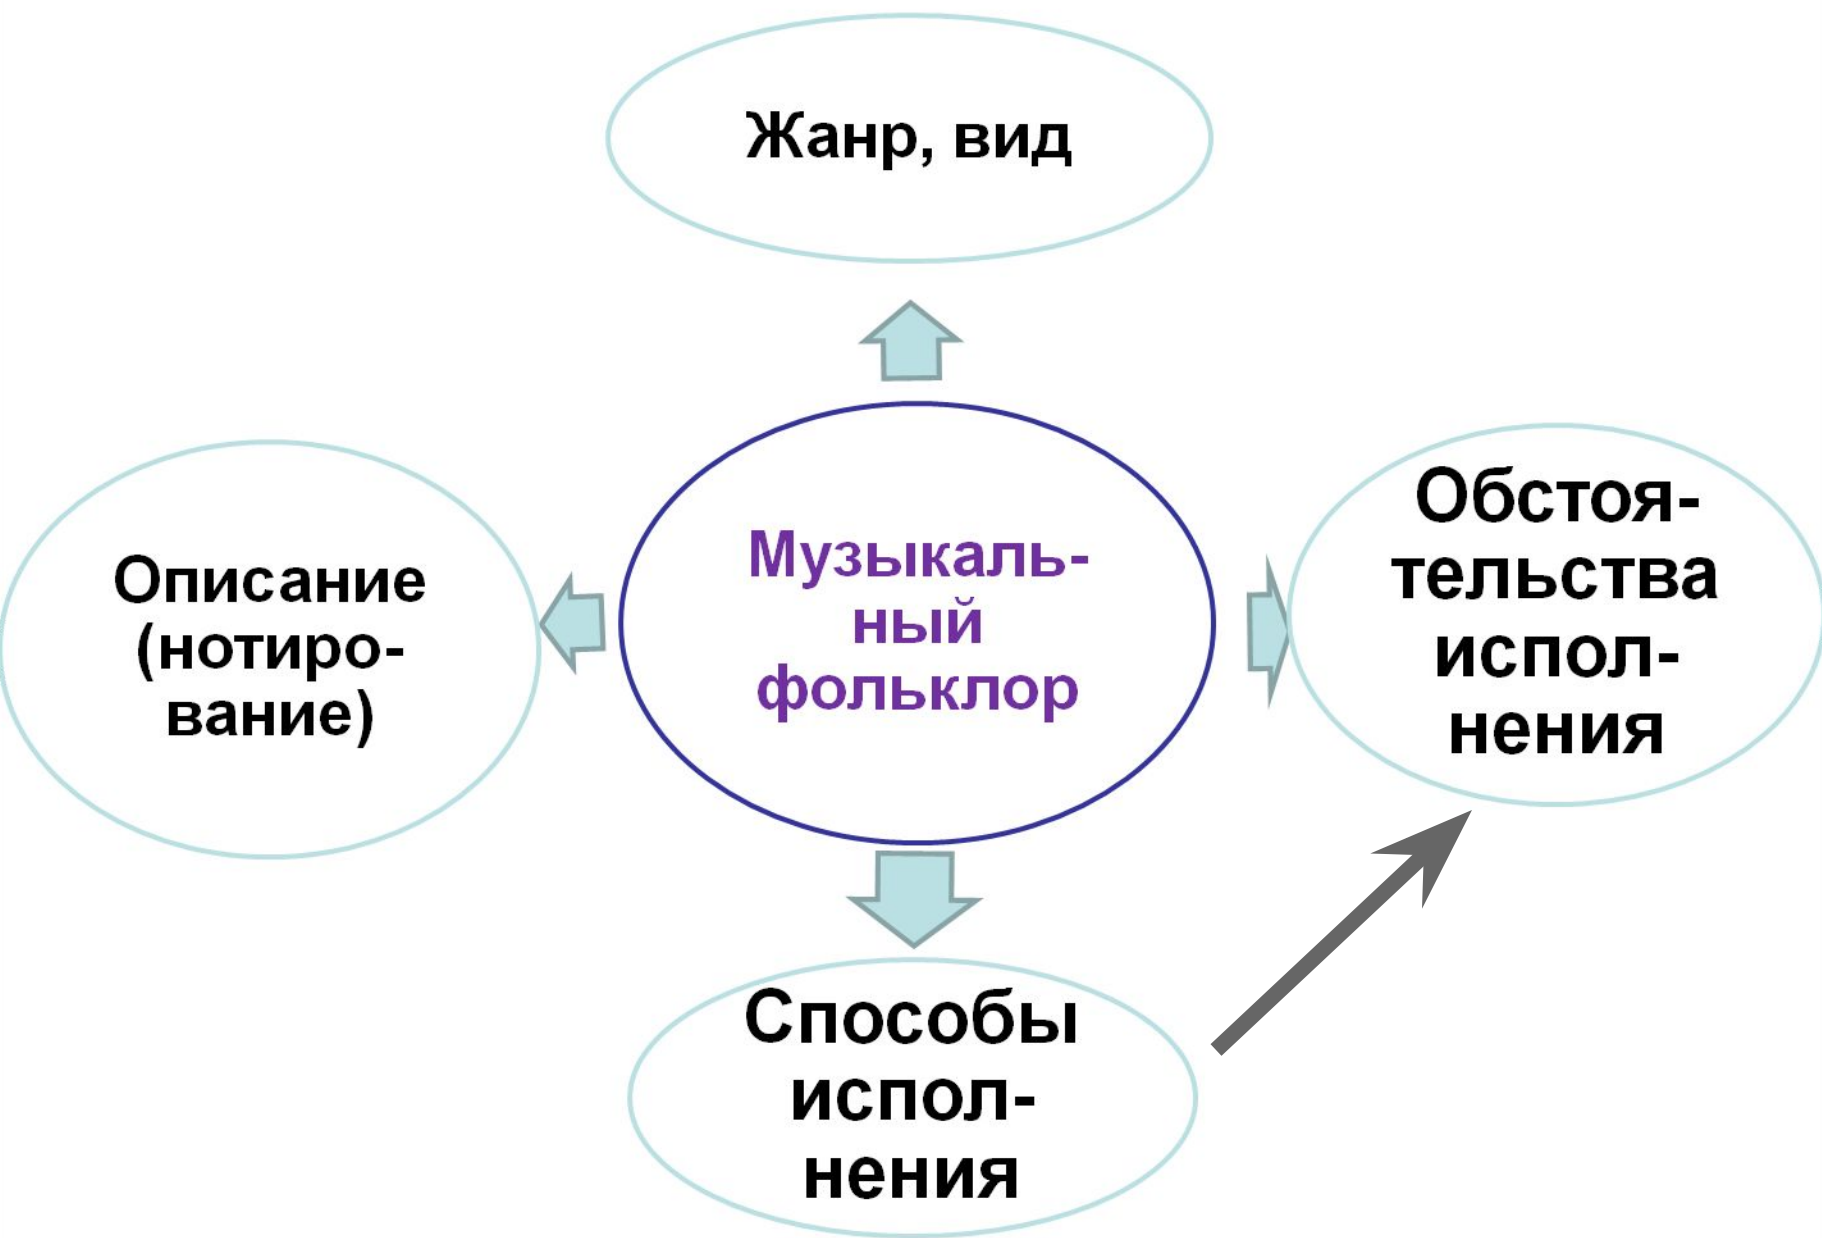 Жанр, вид
Описание
(нотиро-
вание)
Музыкаль-
ный
фольклор
Обстоя-
тельства
испол-
нения
Способы
испол-
нения